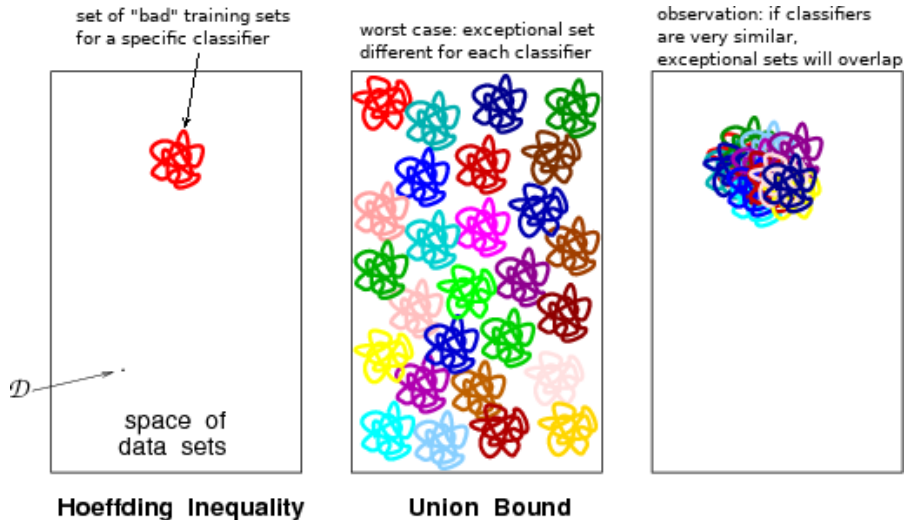 set of "bad" training sets
for a specific classifier
𝒟
space of
data sets
Hoeffding Inequality
worst case: exceptional set
different for each classifier
Union Bound
observation: if classifiers
are very similar,
exceptional sets will overlap